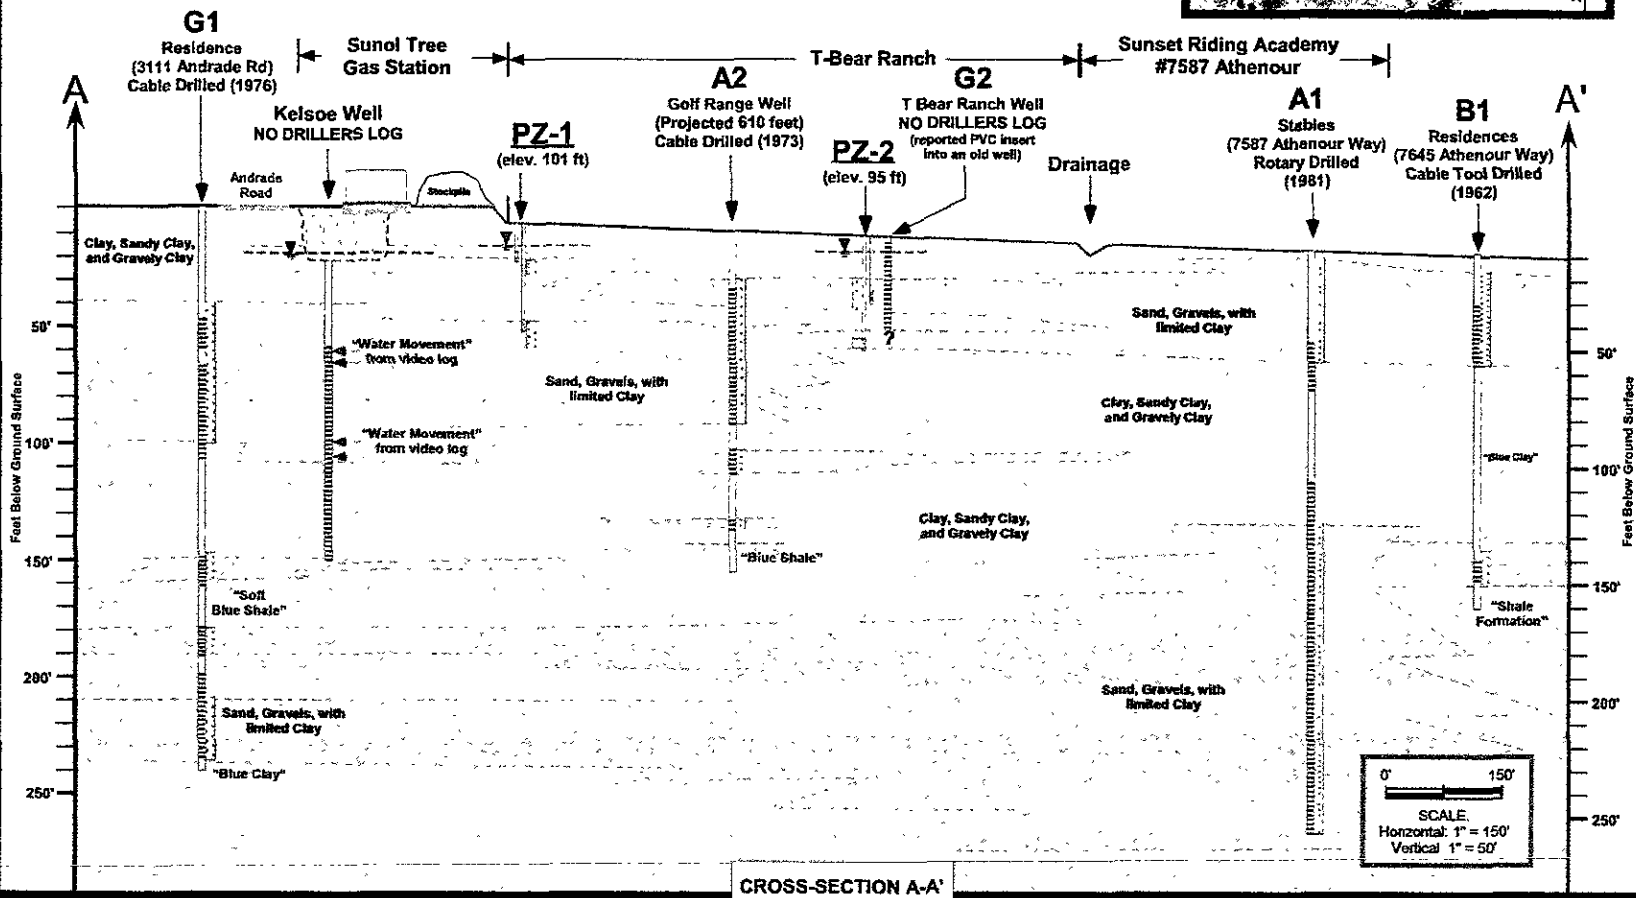 G1
Residence
(3111 Andrade Rd)
Cable Drilled (1976)
Sunol Tree
Gas Station
T-Bear Ranch
Sunset Riding Academy
#7587 Athenour
A
Kelsoe Well
NO DRILLERS LOG
PZ-1
(elev. 101 ft)
A2
Golf Range Well
(Projected 610 feet)
Cable Drilled (1973)
PZ-2
(elev. 95 ft)
G2
T Bear Ranch Well
NO DRILLERS LOG
(reported PVC insert
into an old well)
Drainage
A1
Stables
(7587 Athenour Way)
Rotary Drilled
(1981)
B1
Residences
(7645 Athenour Way)
Cable Tool Drilled
(1962)
A'
Andrade
Road
Stockpile
Clay, Sandy Clay,
and Gravely Clay
"Water Movement"
from video log
"Water Movement"
from video log
Sand, Gravels, with
limited Clay
?
Sand, Gravels, with
limited Clay
Clay, Sandy Clay,
and Gravely Clay
"Blue Clay"
Clay, Sandy Clay,
and Gravely Clay
"Blue Shale"
"Soft
Blue Shale"
"Shale
Formation"
Sand, Gravels, with
limited Clay
Sand, Gravels, with
limited Clay
"Blue Clay"
Feet Below Ground Surface
50'
100'
150'
280'
250'
50'
100'
150'
200'
250'
Feet Below Ground Surface
0' 150'
SCALE
Horizontal: 1" = 150'
Vertical 1" = 50'
CROSS-SECTION A-A'